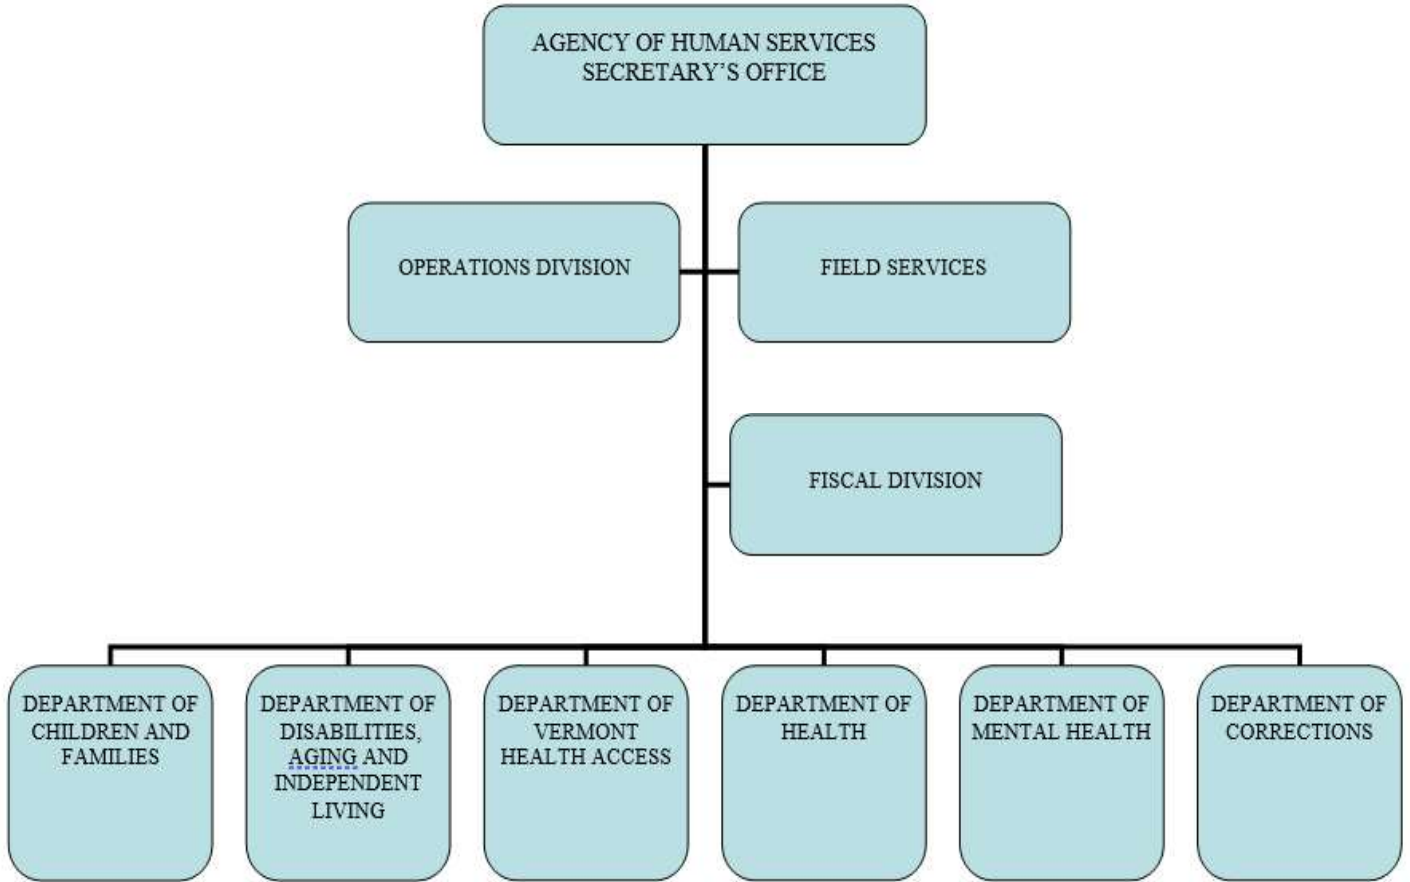 AGENCY OF HUMAN SERVICES
SECRETARY’S OFFICE
OPERATIONS DIVISION
FIELD SERVICES
FISCAL DIVISION
DEPARTMENT OF
CHILDREN AND
FAMILIES
DEPARTMENT OF
DISABILITIES,
AGING AND
INDEPENDENT
LIVING
DEPARTMENT OF
VERMONT
HEALTH ACCESS
DEPARTMENT OF
HEALTH
DEPARTMENT OF
MENTAL HEALTH
DEPARTMENT OF
CORRECTIONS